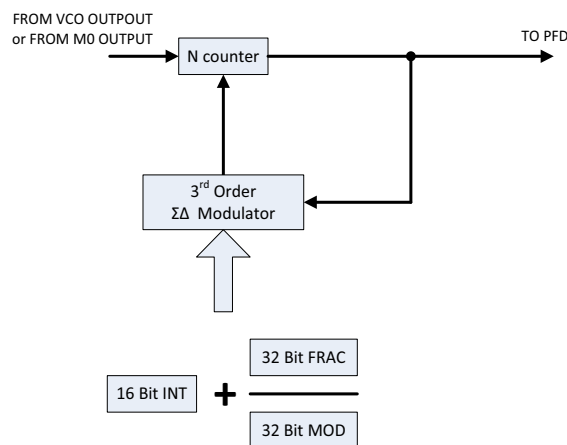 FROM VCO OUTPOUT
or FROM M0 OUTPUT
TO PFD
N counter
3rd Order
ΣΔ Modulator
32 Bit FRAC
16 Bit INT +
32 Bit MOD